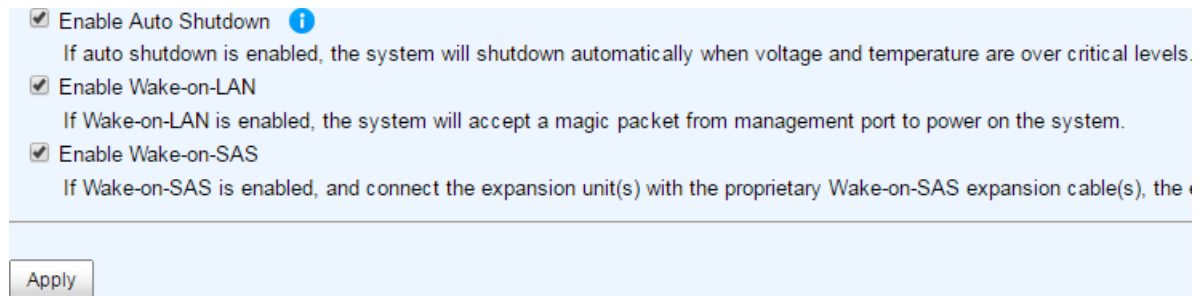 Enable Auto Shutdown
If auto shutdown is enabled, the system will shutdown automatically when voltage and temperature are over critical levels.
Enable Wake-on-LAN
If Wake-on-LAN is enabled, the system will accept a magic packet from management port to power on the system.
Enable Wake-on-SAS
If Wake-on-SAS is enabled, and connect the expansion unit(s) with the proprietary Wake-on-SAS expansion cable(s), the
Apply